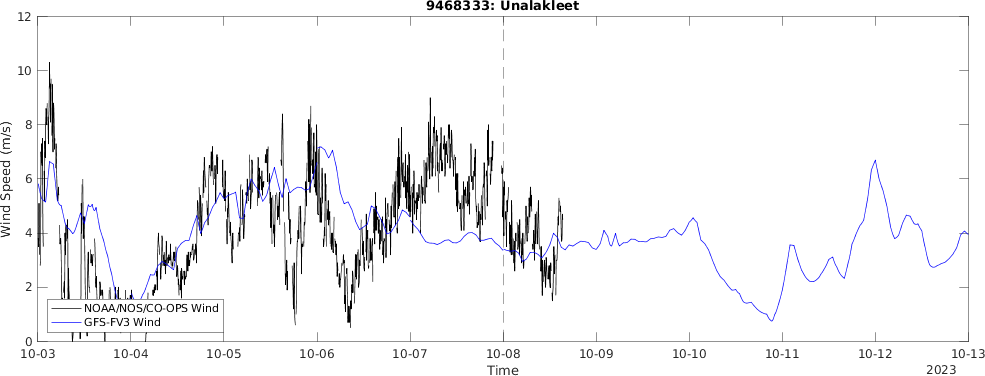 9468333: Unalakleet
Wind Speed (m/s)
12
10
8
6
4
2
0
NOAA/NOS/CO-OPS Wind
GFS-FV3 Wind
10-03 10-04 10-05 10-06 10-07 10-08 10-09 10-10 10-11 10-12 10-13
Time
2023